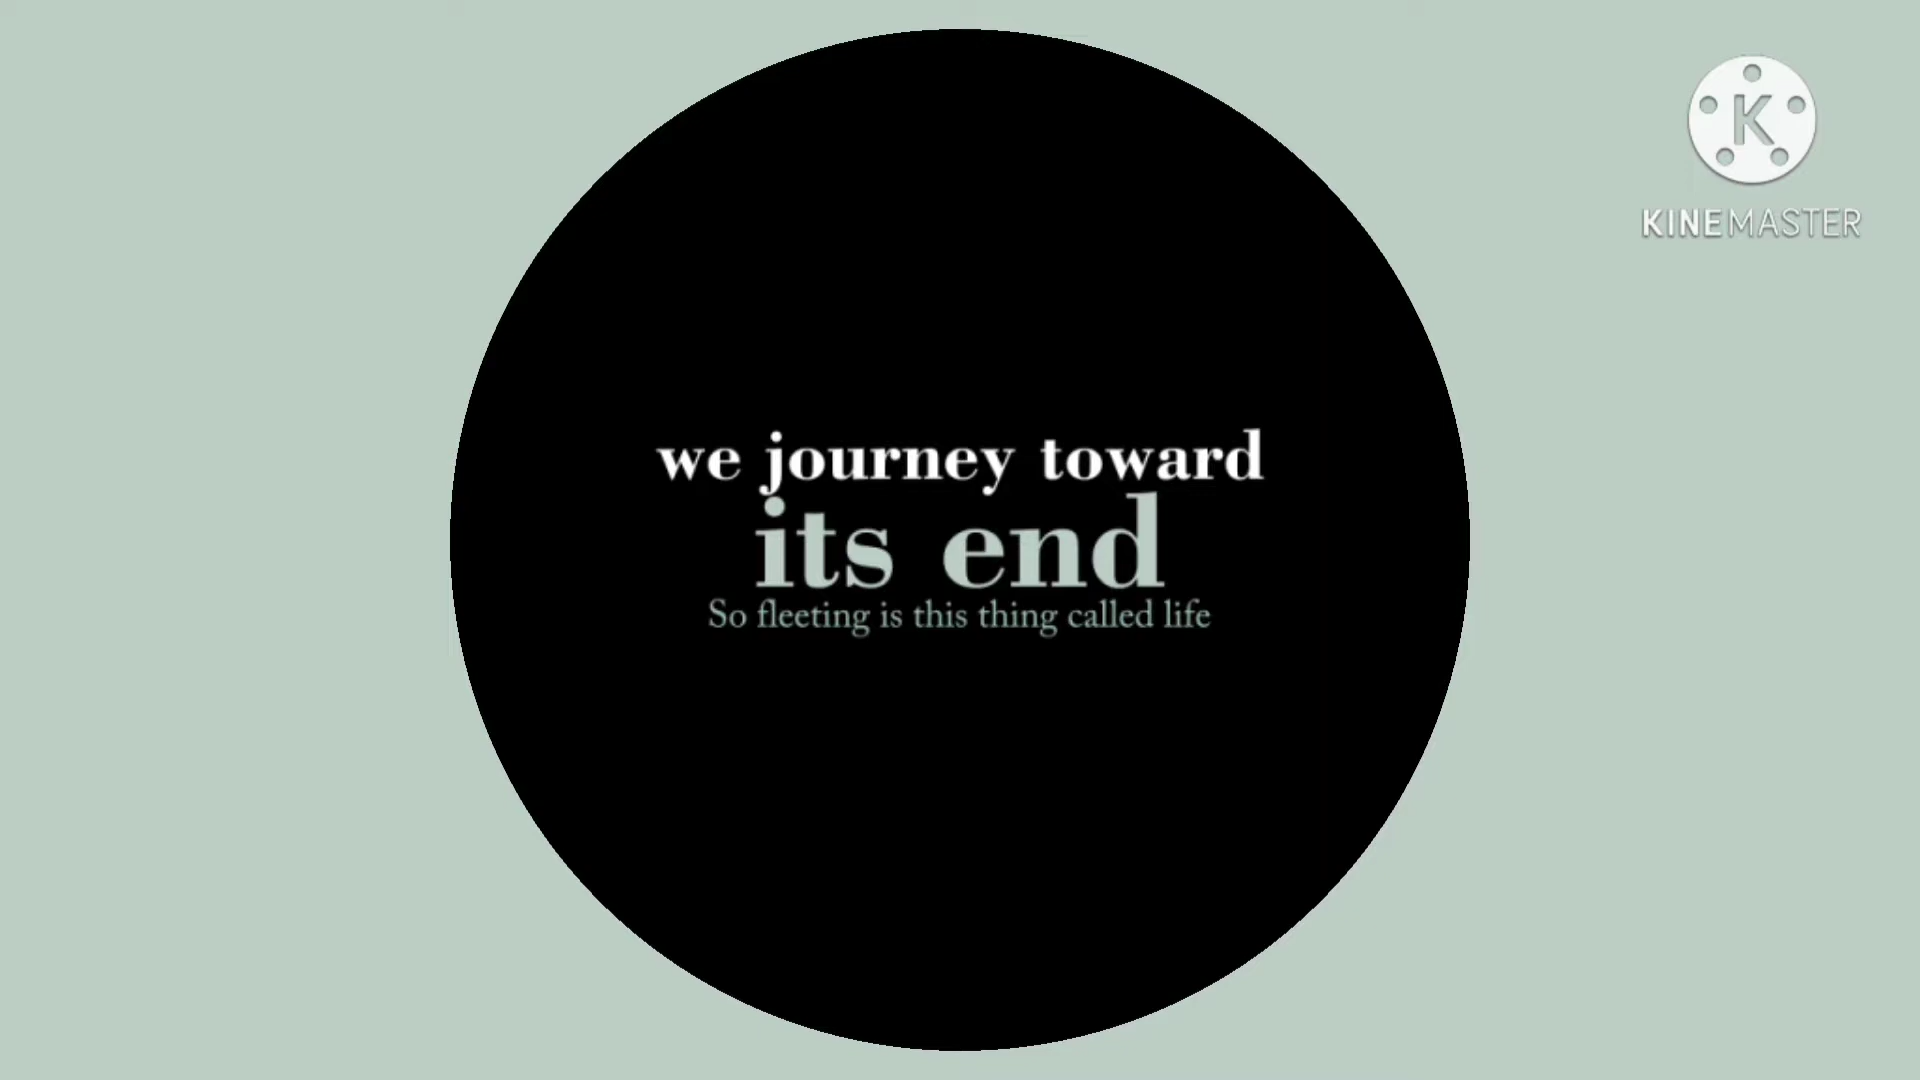 K
KINEMASTER
we journey toward
its end
So fleeting is this thing called life